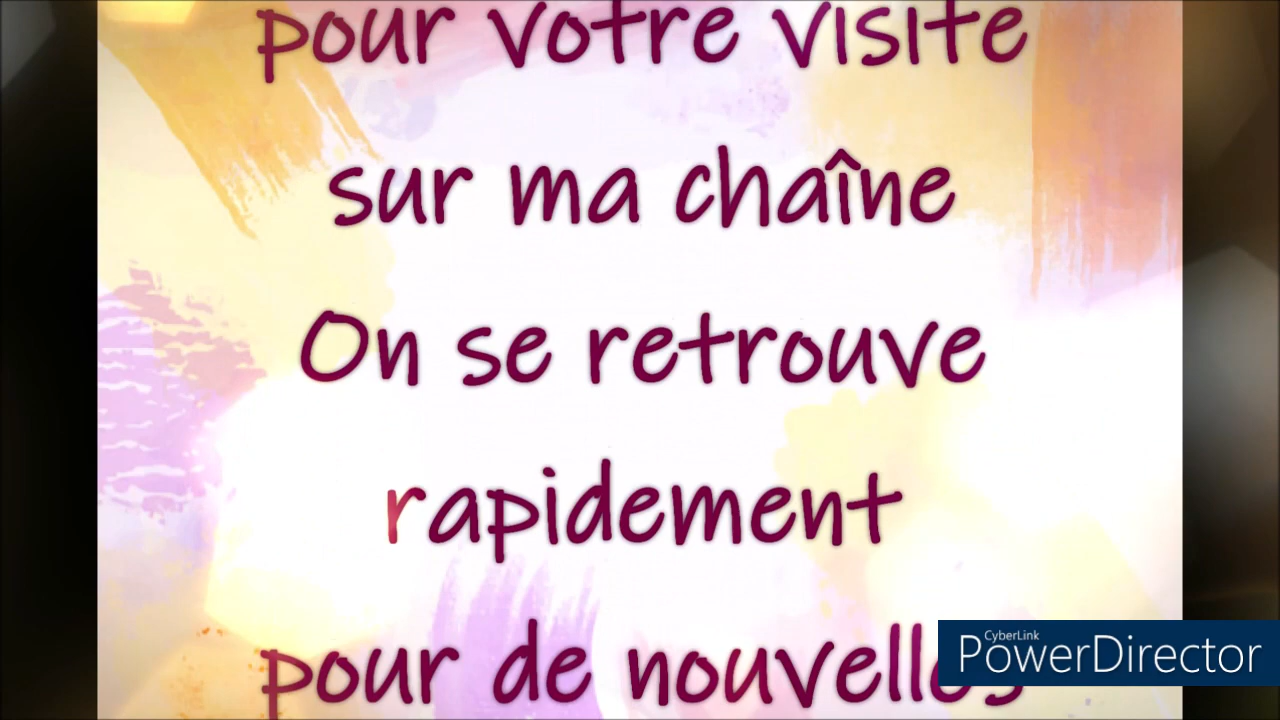 pour votre visite
sur ma chaîne
On se retrouve
rapidement
pour de nouvelles
CyberLink
PowerDirector